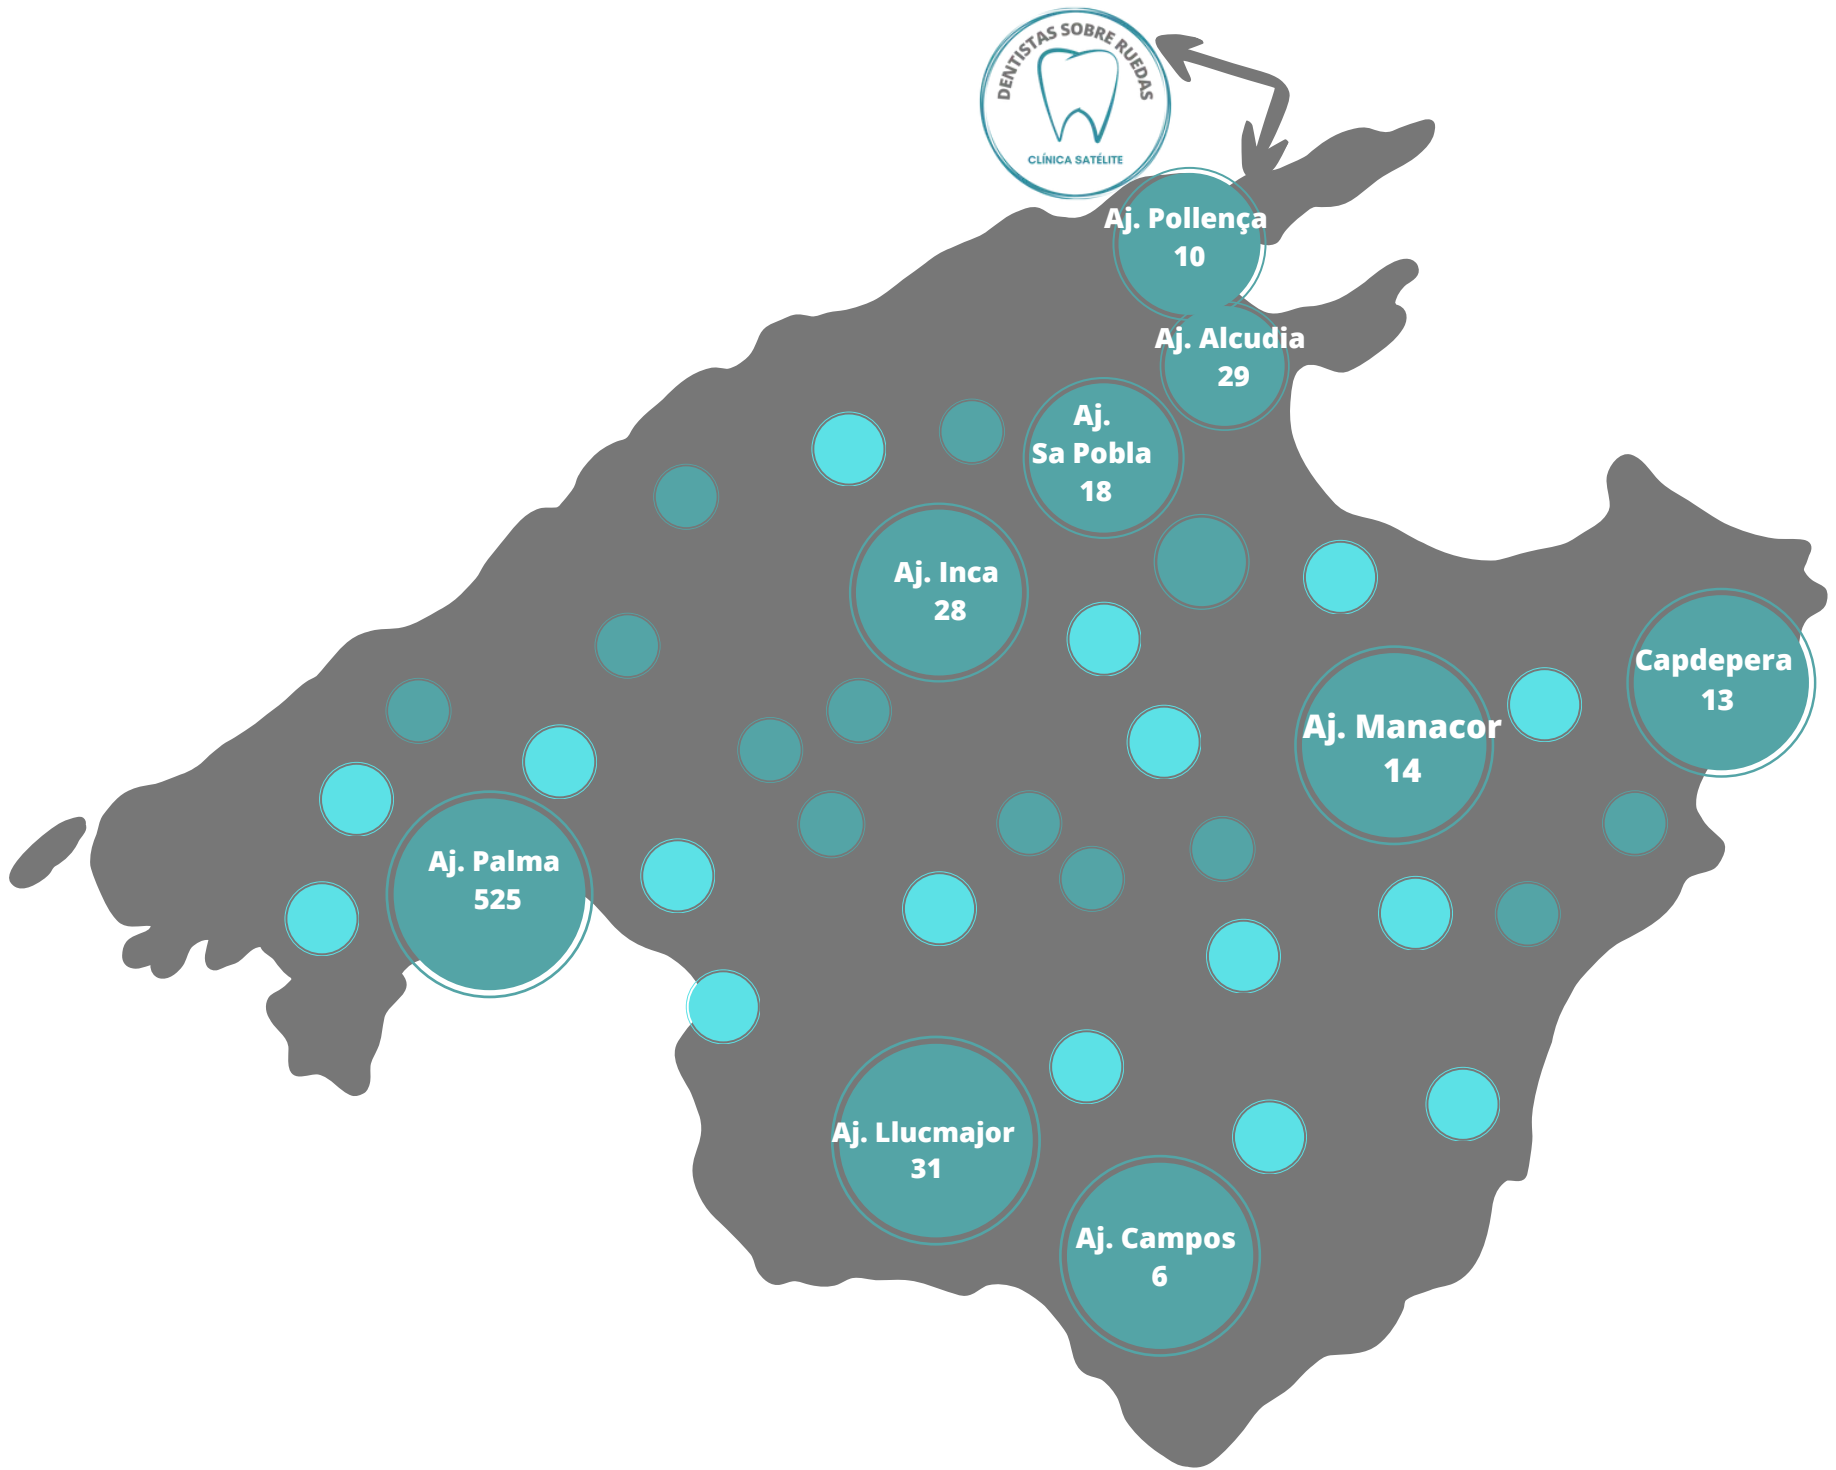 DENTISTAS SOBRE RUEDAS
CLÍNICA SATÉLITE
Aj. Pollença
10
Aj. Alcudia
29
Aj.
Sa Pobla
18
Aj. Inca
28
Capdepera
13
Aj. Manacor
14
Aj. Palma
525
Aj. Llucmajor
31
Aj. Campos
6